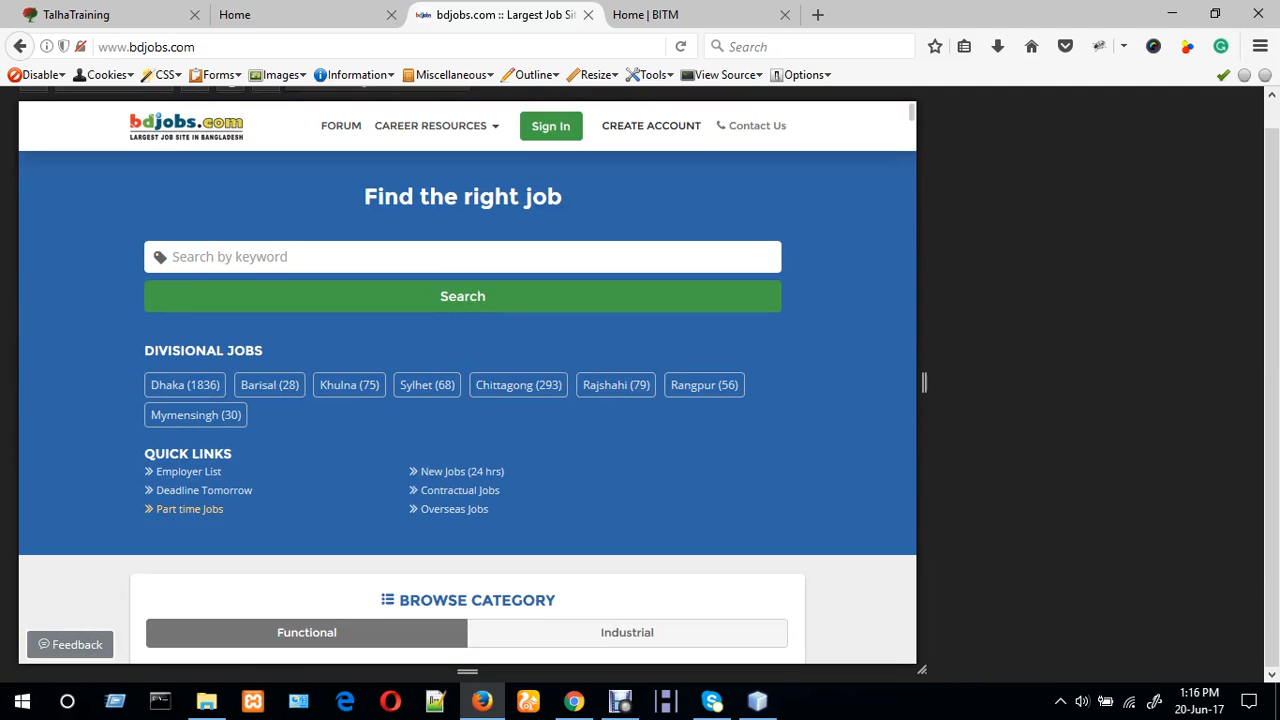 TalhaTraining
Home
bdjobs.com :: Largest Job Sit
Home | BITM
www.bdjobs.com
Search
Disable
Cookies
CSS
Forms
Images
Information
Miscellaneous
Outline
Resize
Tools
View Source
Options
bdjobs.com
LARGEST JOB SITE IN BANGLADESH
FORUM
CAREER RESOURCES
Sign In
CREATE ACCOUNT
Contact Us
Find the right job
Search by keyword
Search
DIVISIONAL JOBS
Dhaka (1836)
Barisal (28)
Khulna (75)
Sylhet (68)
Chittagong (293)
Rajshahi (79)
Rangpur (56)
Mymensingh (30)
QUICK LINKS
Employer List
New Jobs (24 hrs)
Deadline Tomorrow
Contractual Jobs
Part time Jobs
Overseas Jobs
BROWSE CATEGORY
Functional
Industrial
Feedback
1:16 PM
20-Jun-17